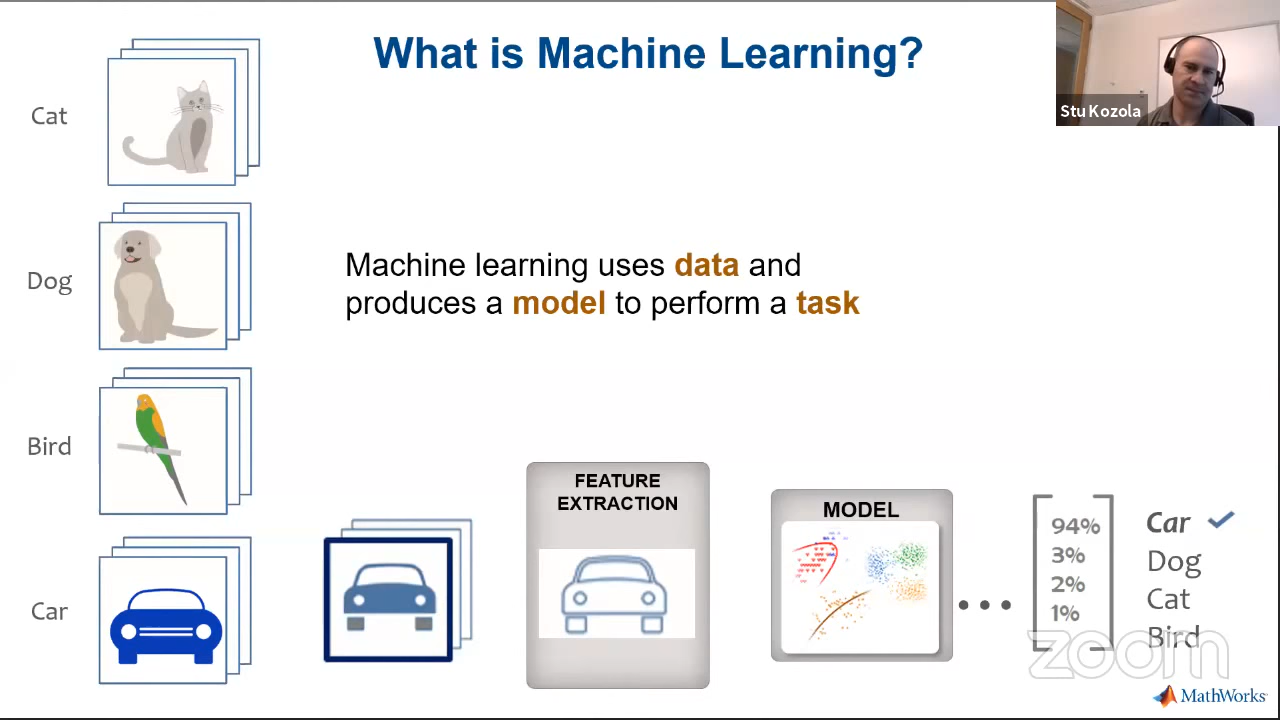 What is Machine Learning?
Stu Kozola
Cat
Dog
Machine learning uses data and
produces a model to perform a task
Bird
Car
FEATURE
EXTRACTION
MODEL
94%
3%
2%
1%
Car
Dog
Cat
Bird
zoom
MathWorks